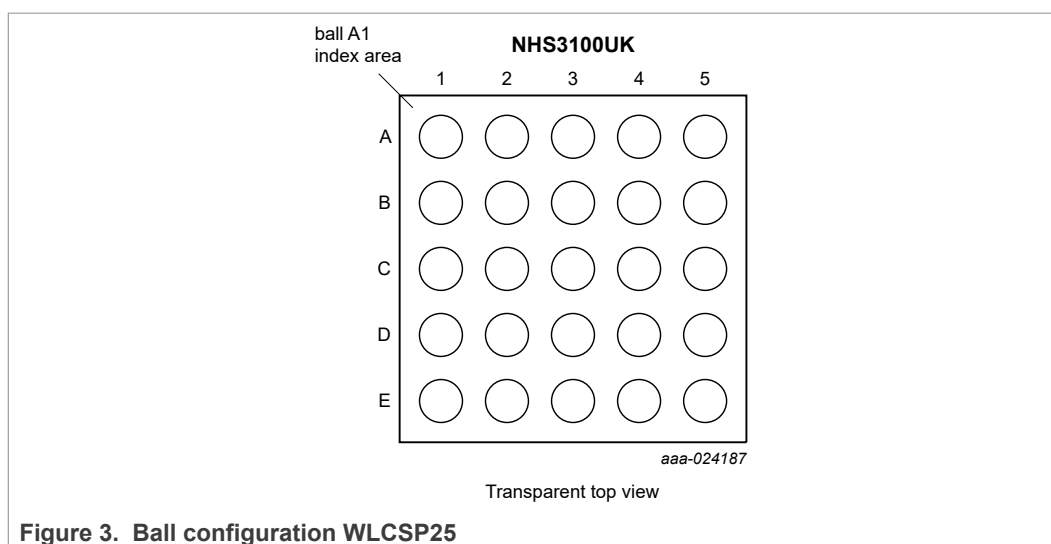 ball A1
index area
NHS3100UK
1 2 3 4 5
A
B
C
D
E
aaa-024187
Transparent top view
Figure 3. Ball configuration WLCSP25